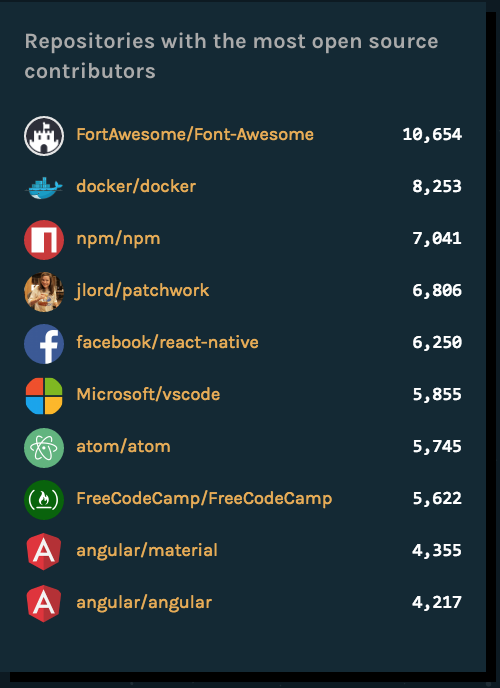 Repositories with the most open source
contributors
FortAwesome/Font-Awesome 10,654
docker/docker 8,253
npm/npm 7,041
jlord/patchwork 6,806
facebook/react-native 6,250
Microsoft/vscode 5,855
atom/atom 5,745
FreeCodeCamp/FreeCodeCamp 5,622
angular/material 4,355
angular/angular 4,217